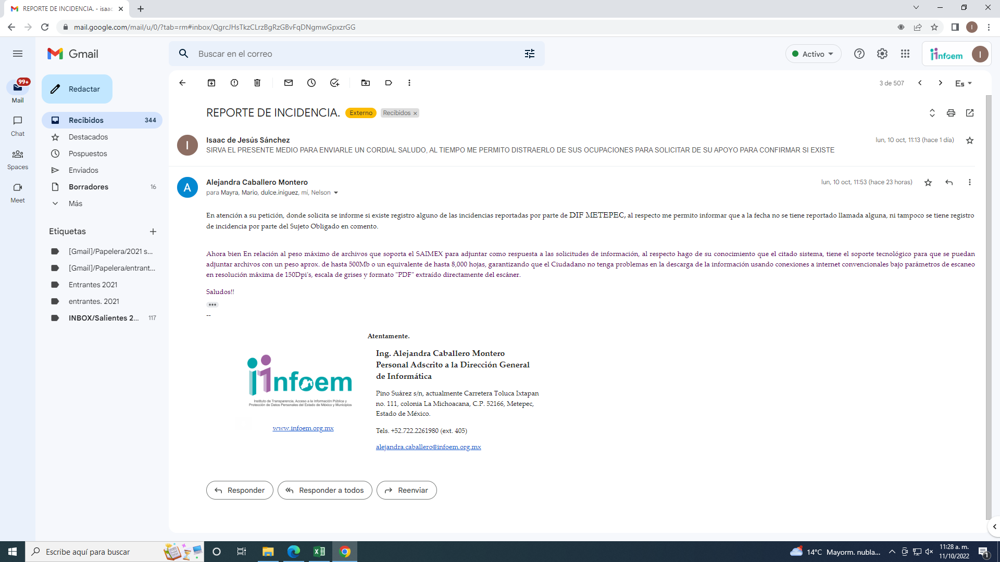 REPORTE DE INCIDENCIA. - isaac
mail.google.com/mail/u/0/?tab=rm#inbox/QgrcJHsTkzCLrzBgRzGBvFqDNgmwGpxzrGG
I
Gmail
Buscar en el correo
Activo
infoem
I
99+
Mail
Chat
Spaces
Meet
Redactar
Recibidos 344
Destacados
Pospuestos
Enviados
Borradores 16
Más
Etiquetas
[Gmail]/Papelera/2021 s...
[Gmail]/Papelera/entrant...
Entrantes 2021
entrantes. 2021
INBOX/Salientes 2... 117
3 de 507
Es
REPORTE DE INCIDENCIA. Externo Recibidos x
I
Isaac de Jesús Sánchez
lun, 10 oct, 11:13 (hace 1 día)
SIRVA EL PRESENTE MEDIO PARA ENVIARLE UN CORDIAL SALUDO, AL TIEMPO ME PERMITO DISTRAERLO DE SUS OCUPACIONES PARA SOLICITAR DE SU APOYO PARA CONFIRMAR SI EXISTE
A
Alejandra Caballero Montero
lun, 10 oct, 11:53 (hace 23 horas)
para Mayra, Mario, dulce.iniguez, mí, Nelson
En atención a su petición, donde solicita se informe si existe registro alguno de las incidencias reportadas por parte de DIF METEPEC, al respecto me permito informar que a la fecha no se tiene reportado llamada alguna, ni tampoco se tiene registro
de incidencia por parte del Sujeto Obligado en comento.
Ahora bien En relación al peso máximo de archivos que soporta el SAIMEX para adjuntar como respuesta a las solicitudes de información, al respecto hago de su conocimiento que el citado sistema, tiene el soporte tecnológico para que se puedan
adjuntar archivos con un peso aprox. de hasta 500Mb o un equivalente de hasta 8,000 hojas, garantizando que el Ciudadano no tenga problemas en la descarga de la información usando conexiones a internet convencionales bajo parámetros de escaneo
en resolución máxima de 150Dpi's, escala de grises y formato "PDF" extraído directamente del escáner.
Saludos!!
--
Atentamente.
infoem
Instituto de Transparencia, Acceso a la Información Pública y
Protección de Datos Personales del Estado de México y Municipios
www.infoem.org.mx
Ing. Alejandra Caballero Montero
Personal Adscrito a la Dirección General
de Informática
Pino Suárez s/n, actualmente Carretera Toluca Ixtapan
no. 111, colonia La Michoacana, C.P. 52166, Metepec,
Estado de México.
Tels. +52.722.2261980 (ext. 405)
alejandra.caballero@infoem.org.mx
Responder
Responder a todos
Reenviar
Escribe aquí para buscar
14°C Mayorm. nubla...
11:28 a. m.
11/10/2022
1